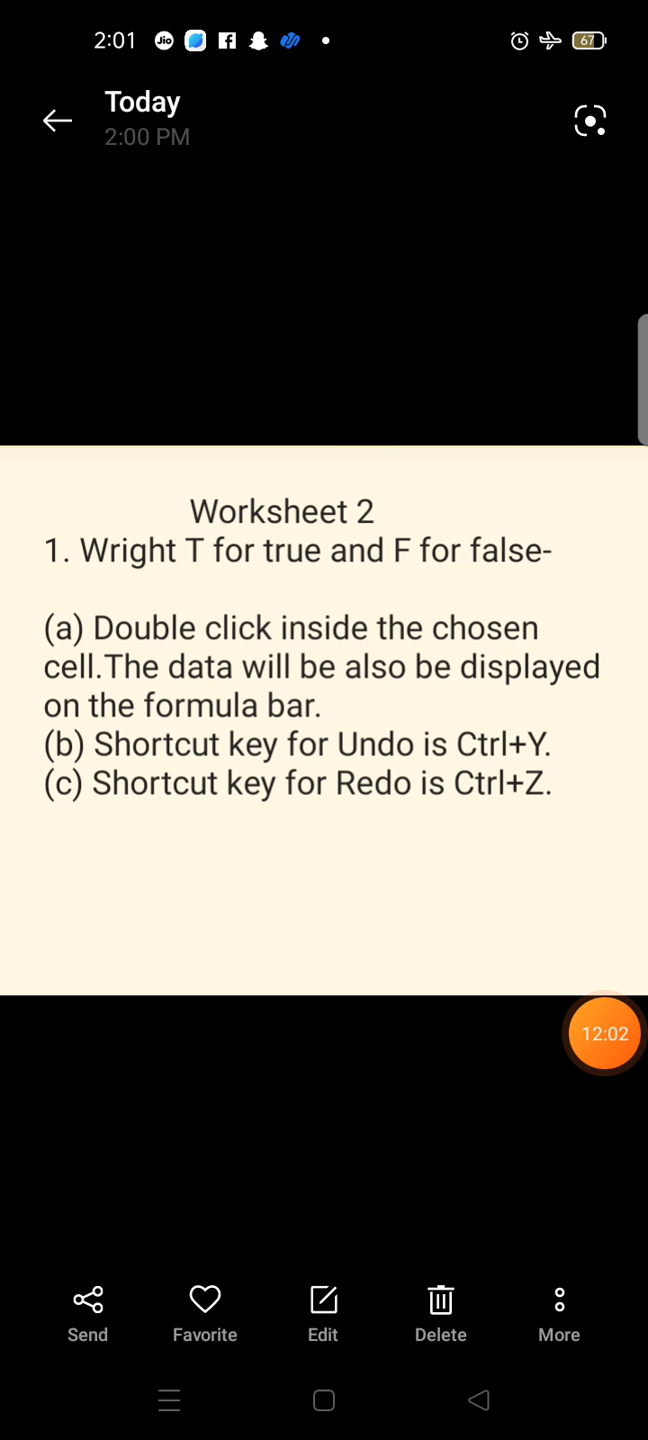 2:01 Jio 67
Today
2:00 PM
Worksheet 2
1. Wright T for true and F for false-
(a) Double click inside the chosen
cell.The data will be also be displayed
on the formula bar.
(b) Shortcut key for Undo is Ctrl+Y.
(c) Shortcut key for Redo is Ctrl+Z.
12:02
Send Favorite Edit Delete More